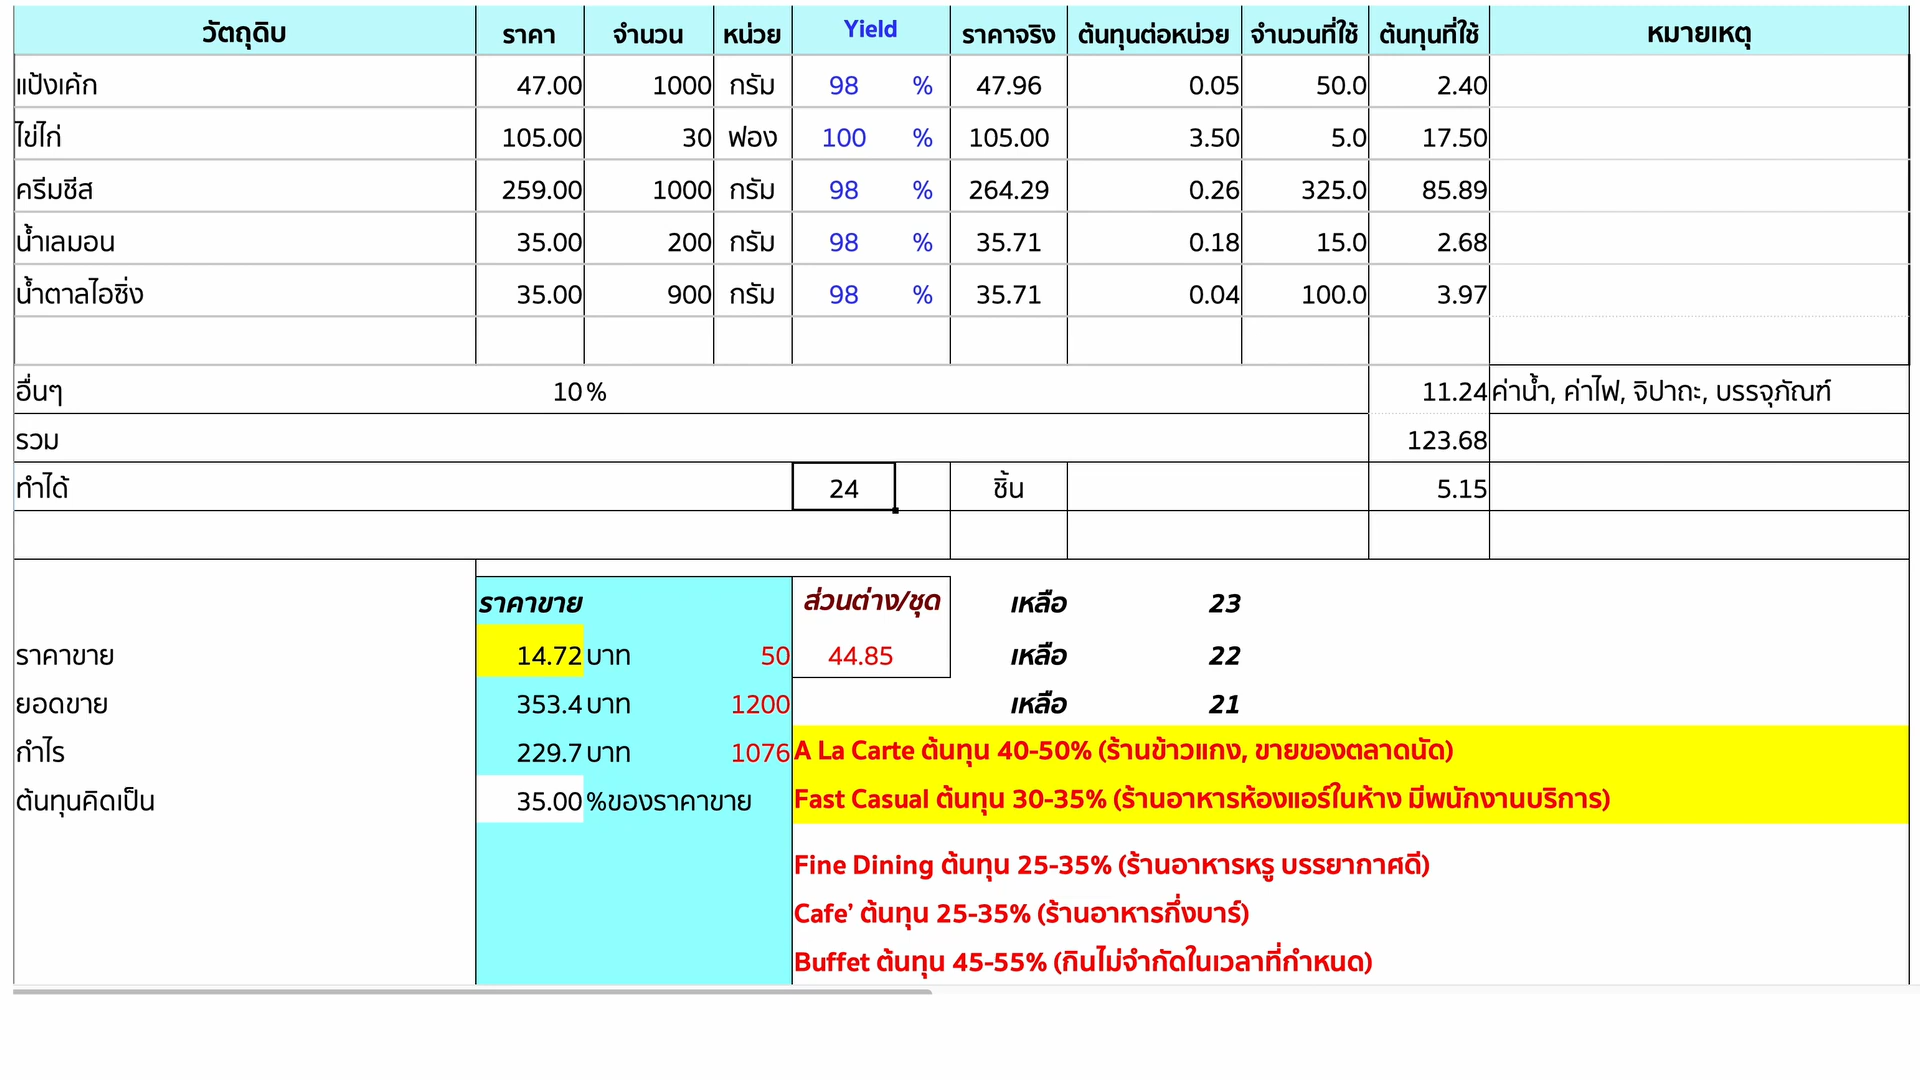 วัตถุดิบ ราคา จำนวน หน่วย Yield ราคาจริง ต้นทุนต่อหน่วย จำนวนที่ใช้ ต้นทุนที่ใช้ หมายเหตุ
แป้งเค้ก 47.00 1000 กรัม 98 % 47.96 0.05 50.0 2.40
ไข่ไก่ 105.00 30 ฟอง 100 % 105.00 3.50 5.0 17.50
ครีมชีส 259.00 1000 กรัม 98 % 264.29 0.26 325.0 85.89
น้ำเลมอน 35.00 200 กรัม 98 % 35.71 0.18 15.0 2.68
น้ำตาลไอซิ่ง 35.00 900 กรัม 98 % 35.71 0.04 100.0 3.97
อื่นๆ 10 % 11.24 ค่าน้ำ, ค่าไฟ, จิปาถะ, บรรจุภัณฑ์
รวม 123.68
ทำได้ 24 ชิ้น 5.15
ราคาขาย ส่วนต่าง/ชุด เหลือ 23
ราคาขาย 14.72 บาท 50 44.85 เหลือ 22
ยอดขาย 353.4 บาท 1200 เหลือ 21
กำไร 229.7 บาท 1076 A La Carte ต้นทุน 40-50% (ร้านข้าวแกง, ขายของตลาดนัด)
ต้นทุนคิดเป็น 35.00 %ของราคาขาย Fast Casual ต้นทุน 30-35% (ร้านอาหารห้องแอร์ในห้าง มีพนักงานบริการ)
Fine Dining ต้นทุน 25-35% (ร้านอาหารหรู บรรยากาศดี)
Cafe’ ต้นทุน 25-35% (ร้านอาหารกึ่งบาร์)
Buffet ต้นทุน 45-55% (กินไม่จำกัดในเวลาที่กำหนด)